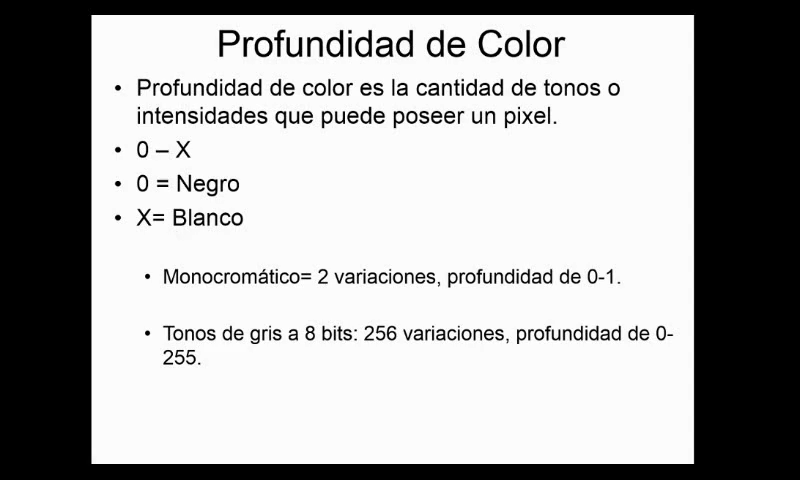 Profundidad de Color
• Profundidad de color es la cantidad de tonos o
intensidades que puede poseer un pixel.
• 0 – X
• 0 = Negro
• X= Blanco
• Monocromático= 2 variaciones, profundidad de 0-1.
• Tonos de gris a 8 bits: 256 variaciones, profundidad de 0-
255.